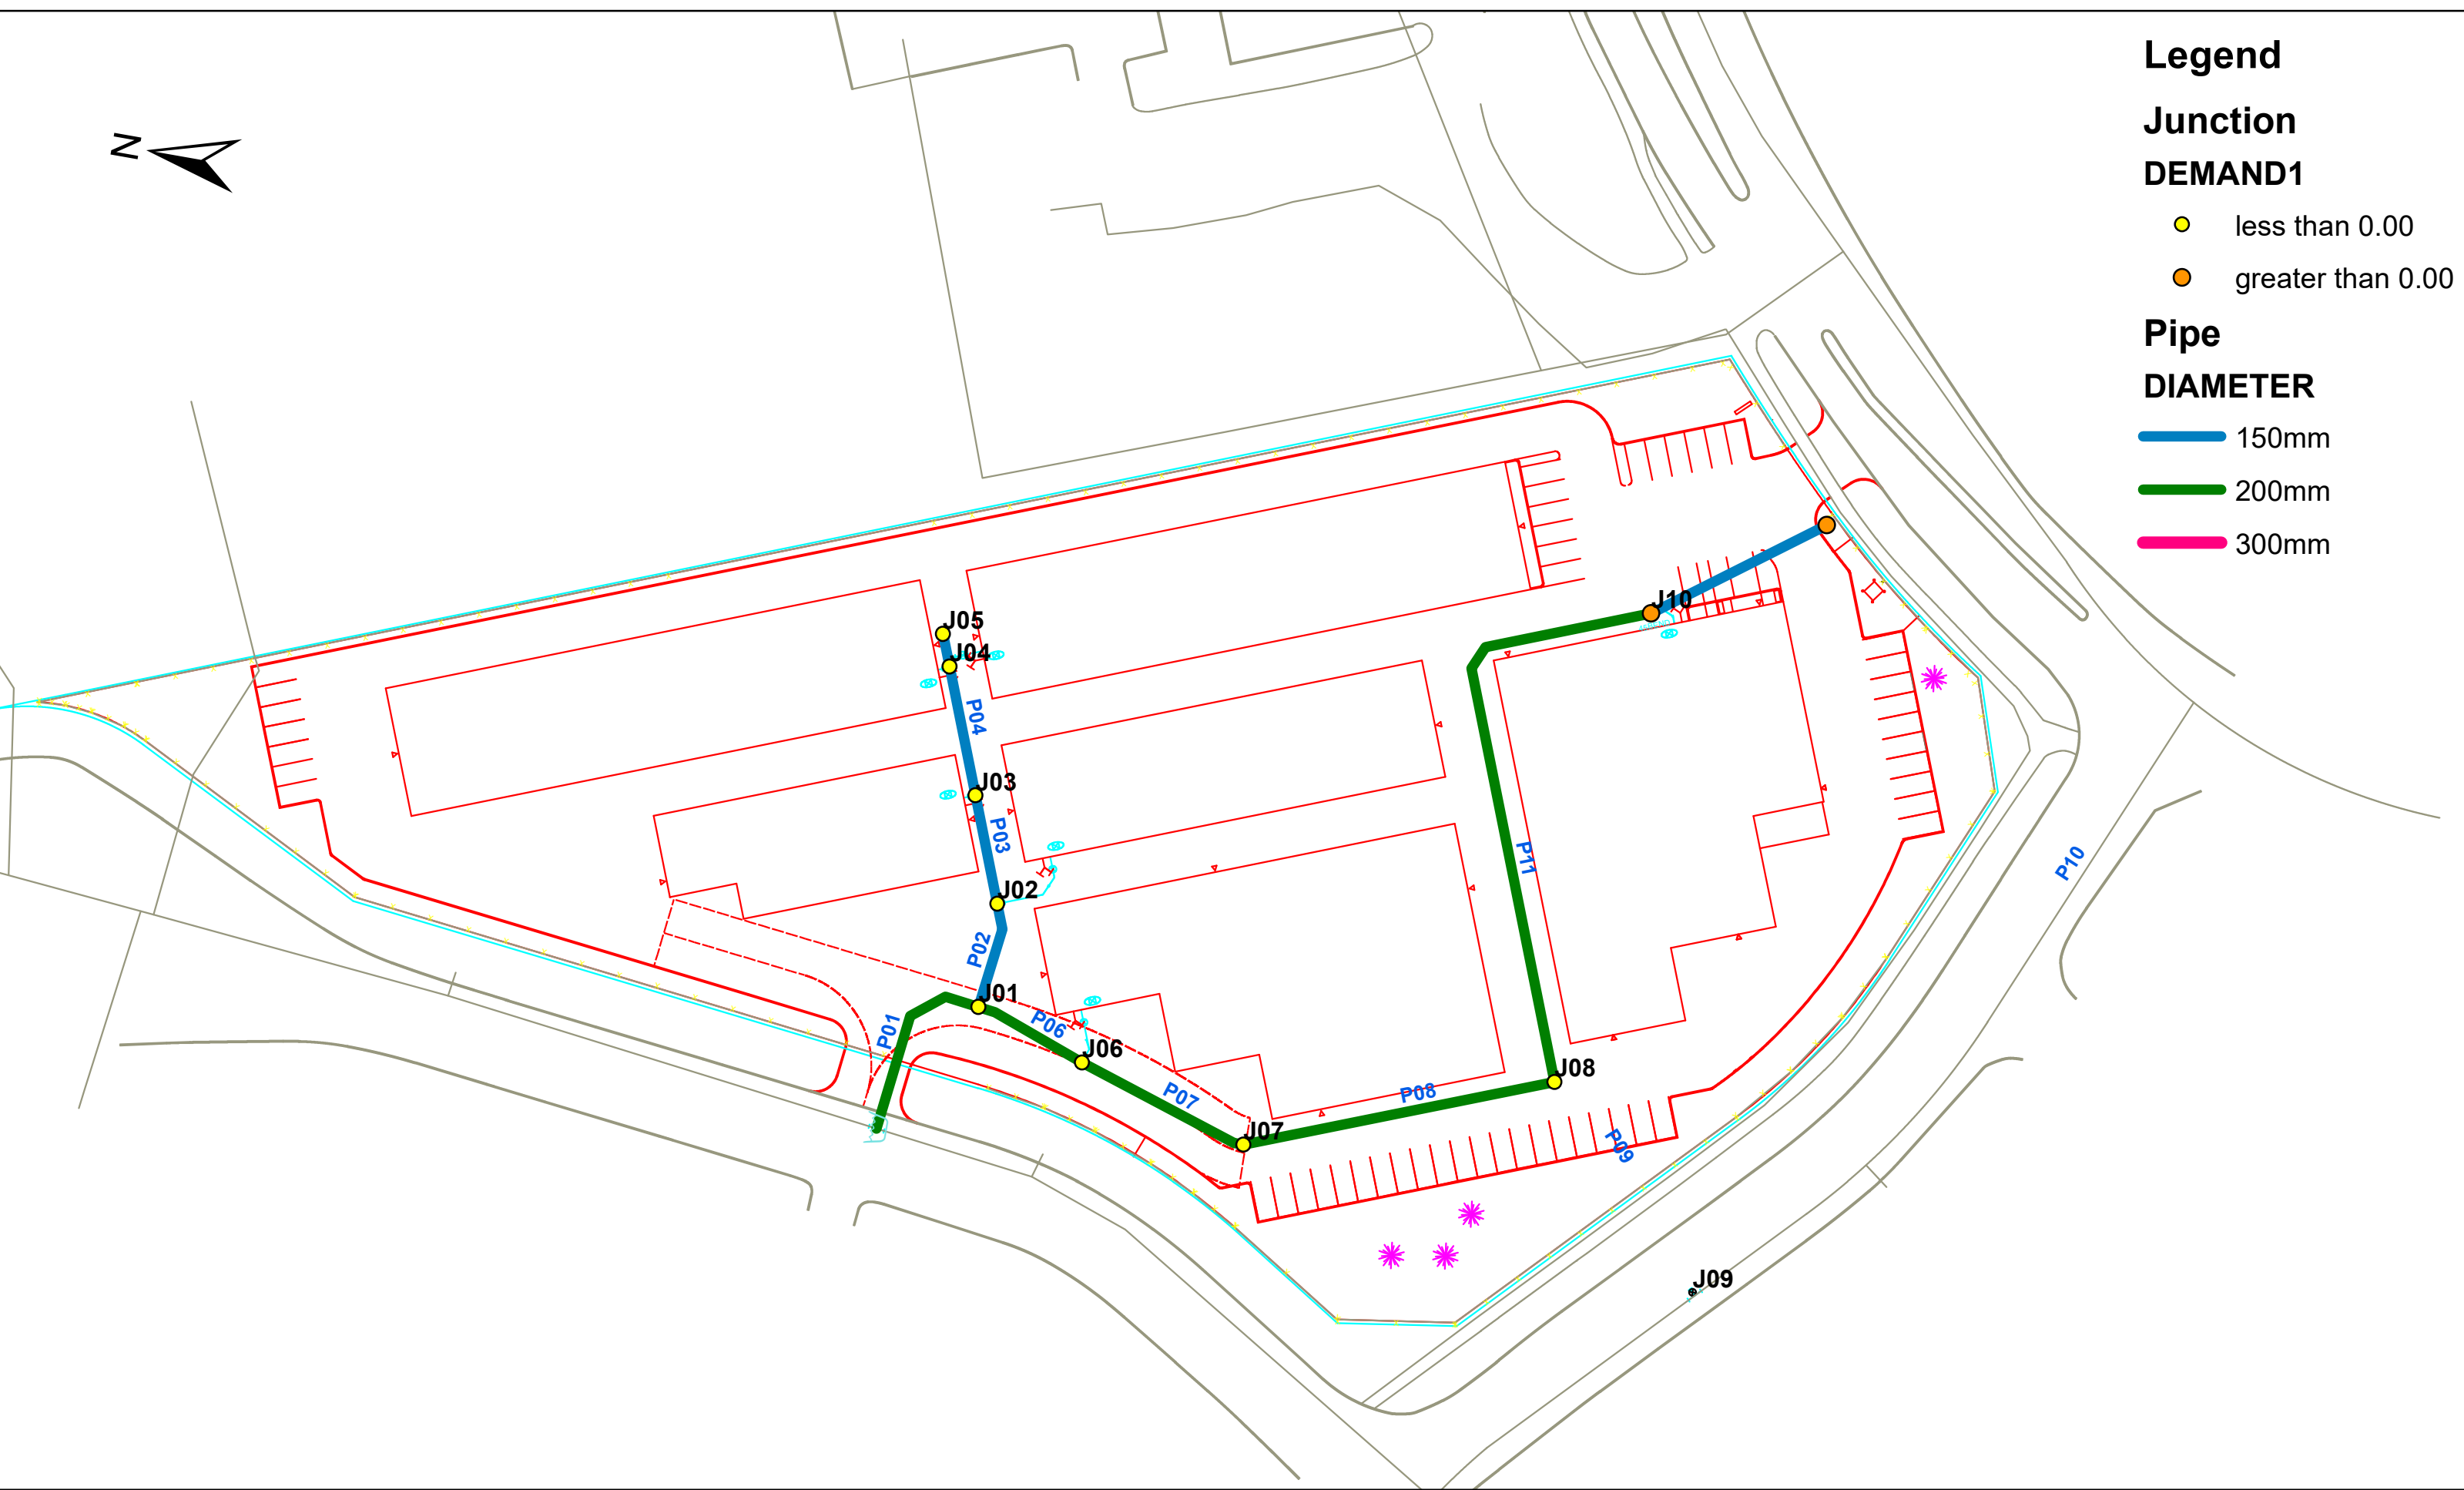 Legend
Junction
DEMAND1
less than 0.00
greater than 0.00
Pipe
DIAMETER
150mm
200mm
300mm
N
J10
J05
J04
P04
J03
P03
J02
P02
J01
P01
P06
J06
P07
J07
P08
J08
P11
P10
P09
J09